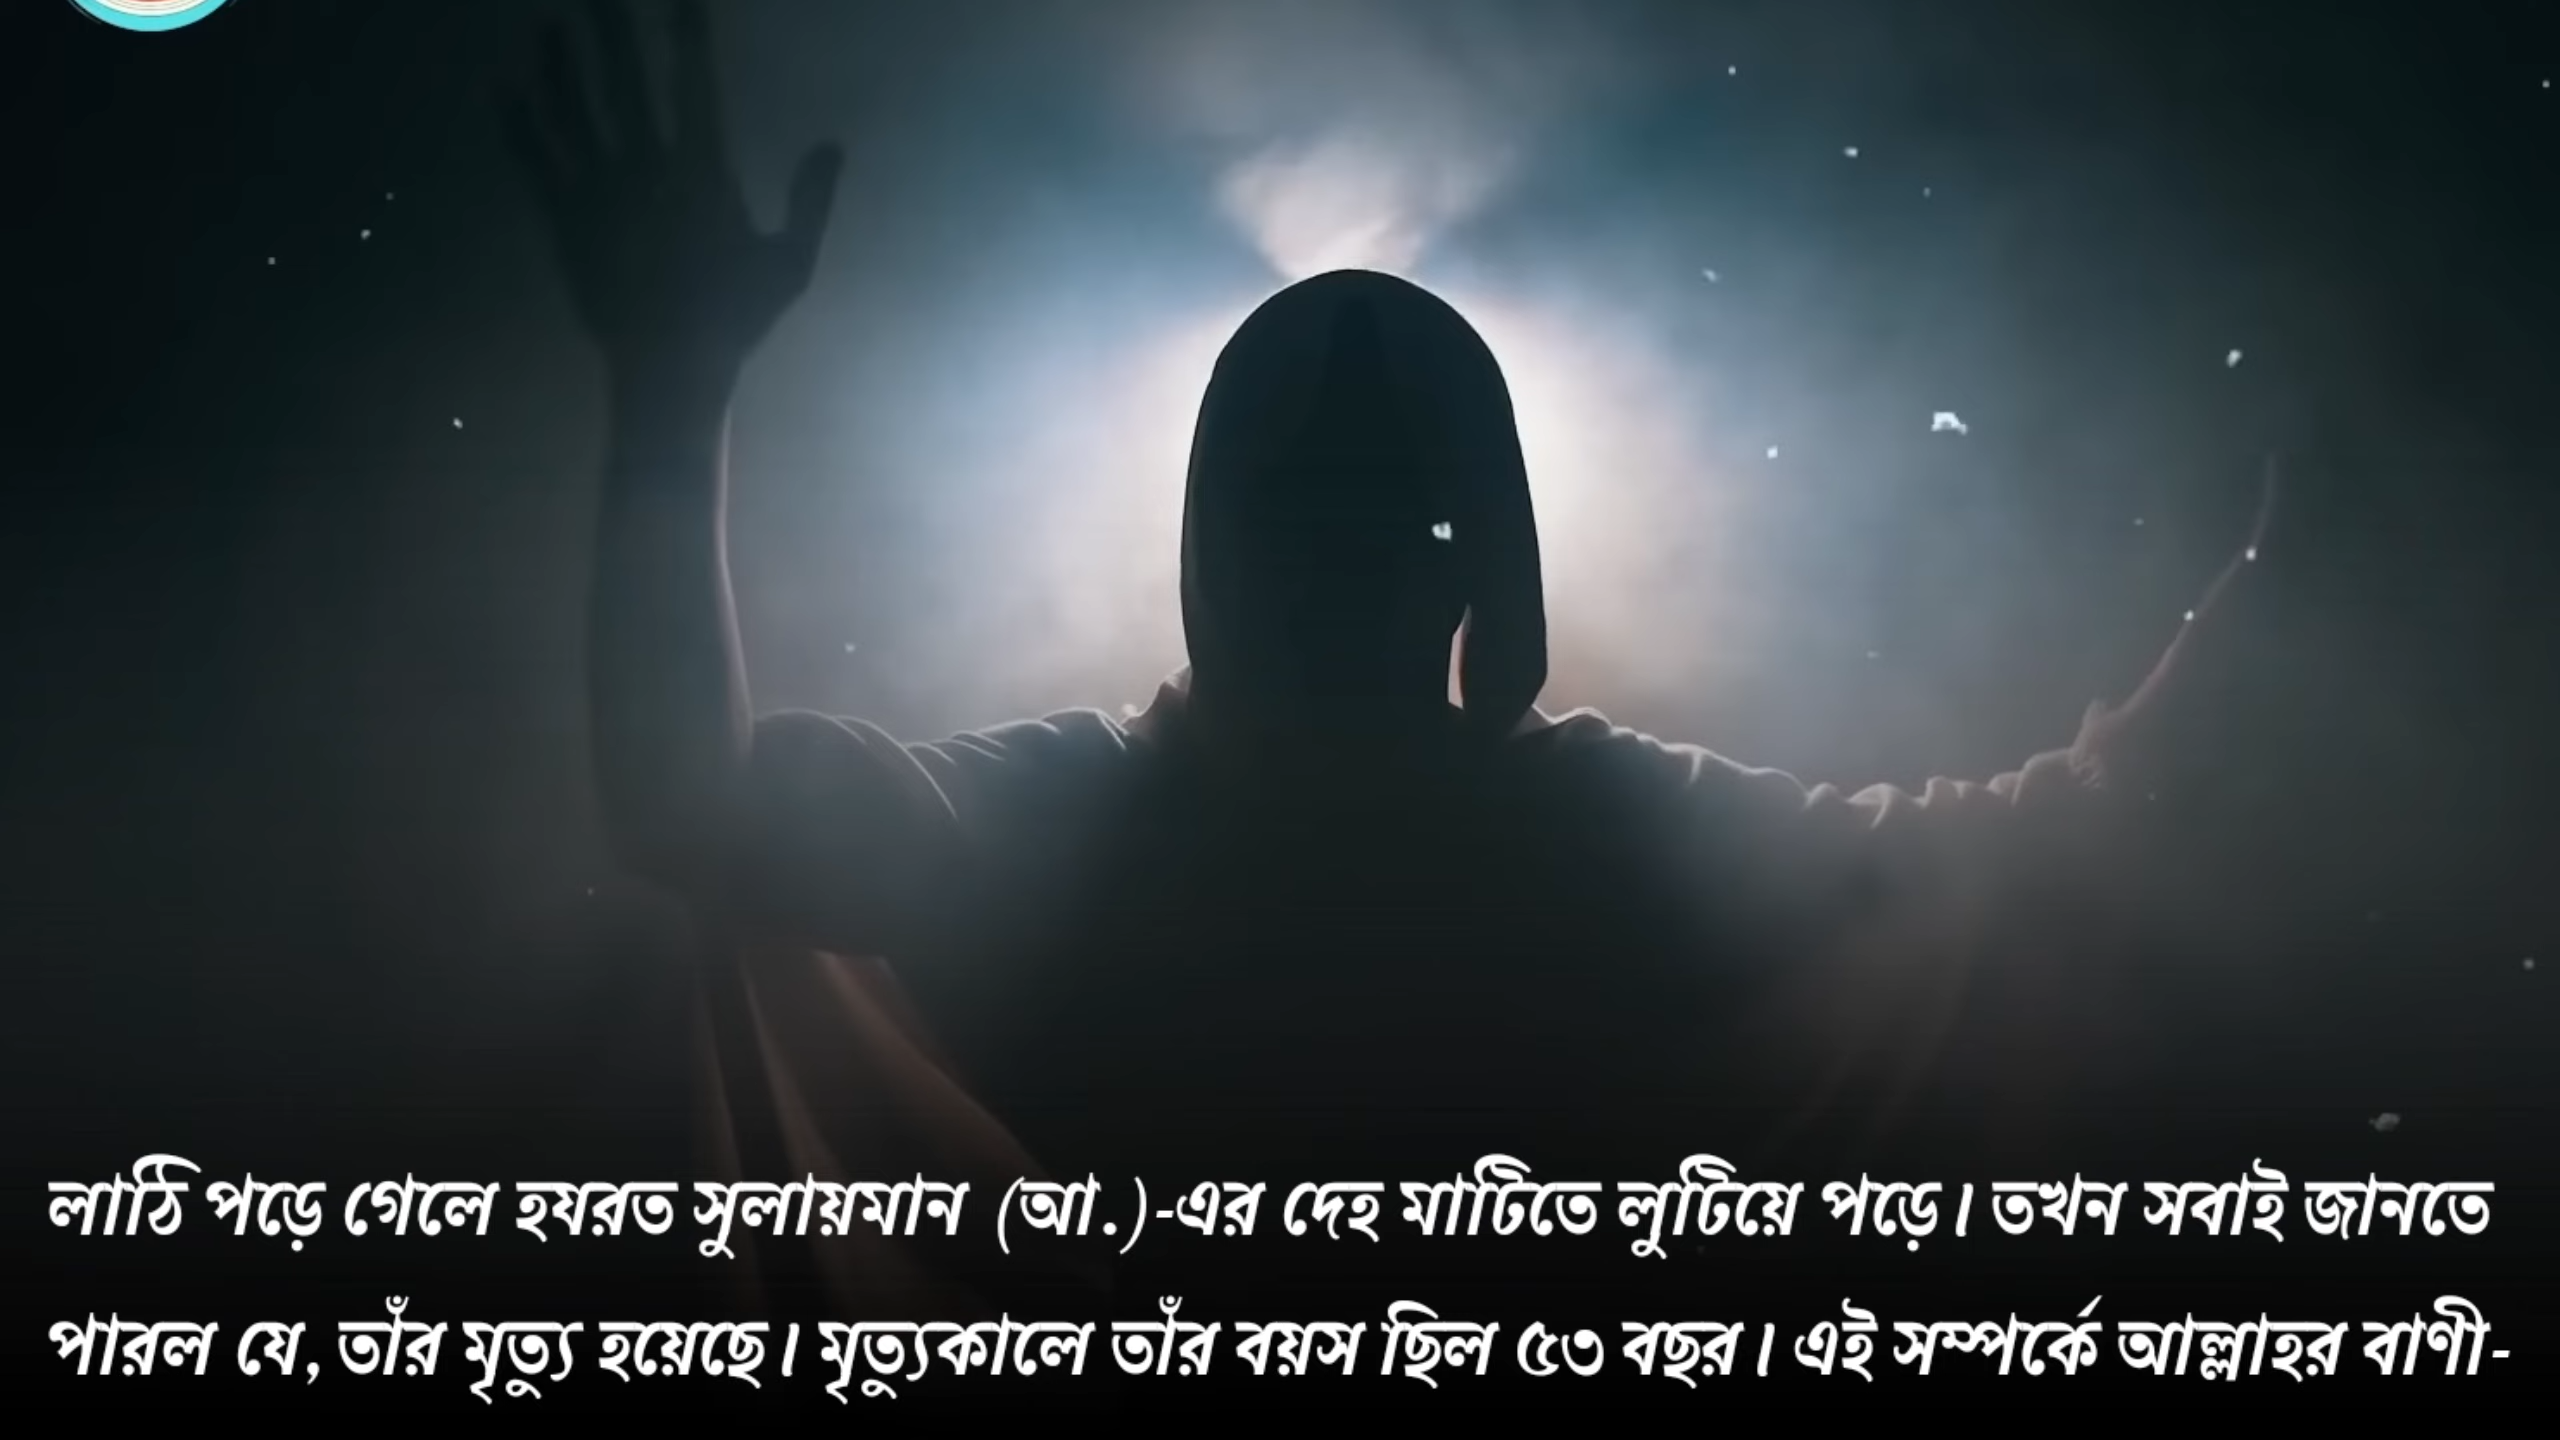 লাঠি পড়ে গেলে হযরত সুলায়মান (আ.)-এর দেহ মাটিতে লুটিয়ে পড়ে। তখন সবাই জানতে
পারল যে, তাঁর মৃত্যু হয়েছে। মৃত্যুকালে তাঁর বয়স ছিল ৫৩ বছর। এই সম্পর্কে আল্লাহর বাণী-